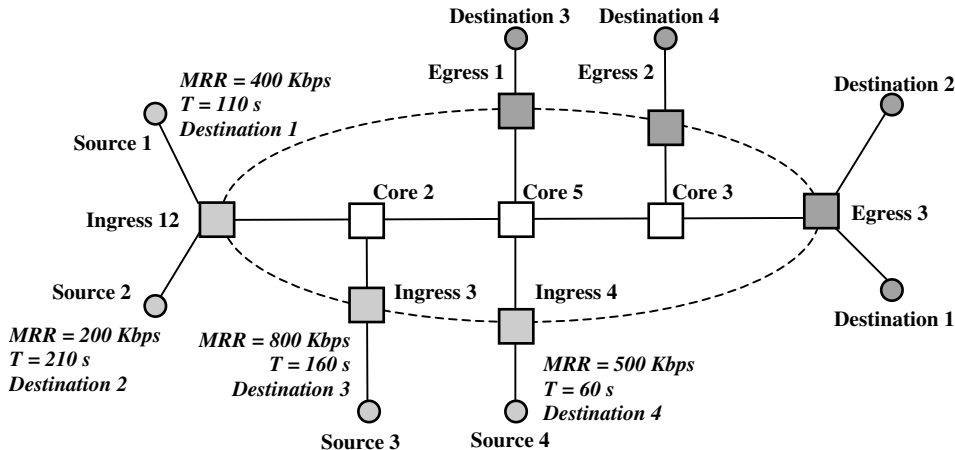 Destination 3
Destination 4
Egress 1
Egress 2
MRR = 400 Kbps
T = 110 s
Destination 1
Destination 2
Source 1
Core 2
Core 5
Core 3
Ingress 12
Egress 3
Source 2
Ingress 3
Ingress 4
Destination 1
MRR = 200 Kbps
T = 210 s
Destination 2
MRR = 800 Kbps
T = 160 s
Destination 3
MRR = 500 Kbps
T = 60 s
Destination 4
Source 3
Source 4